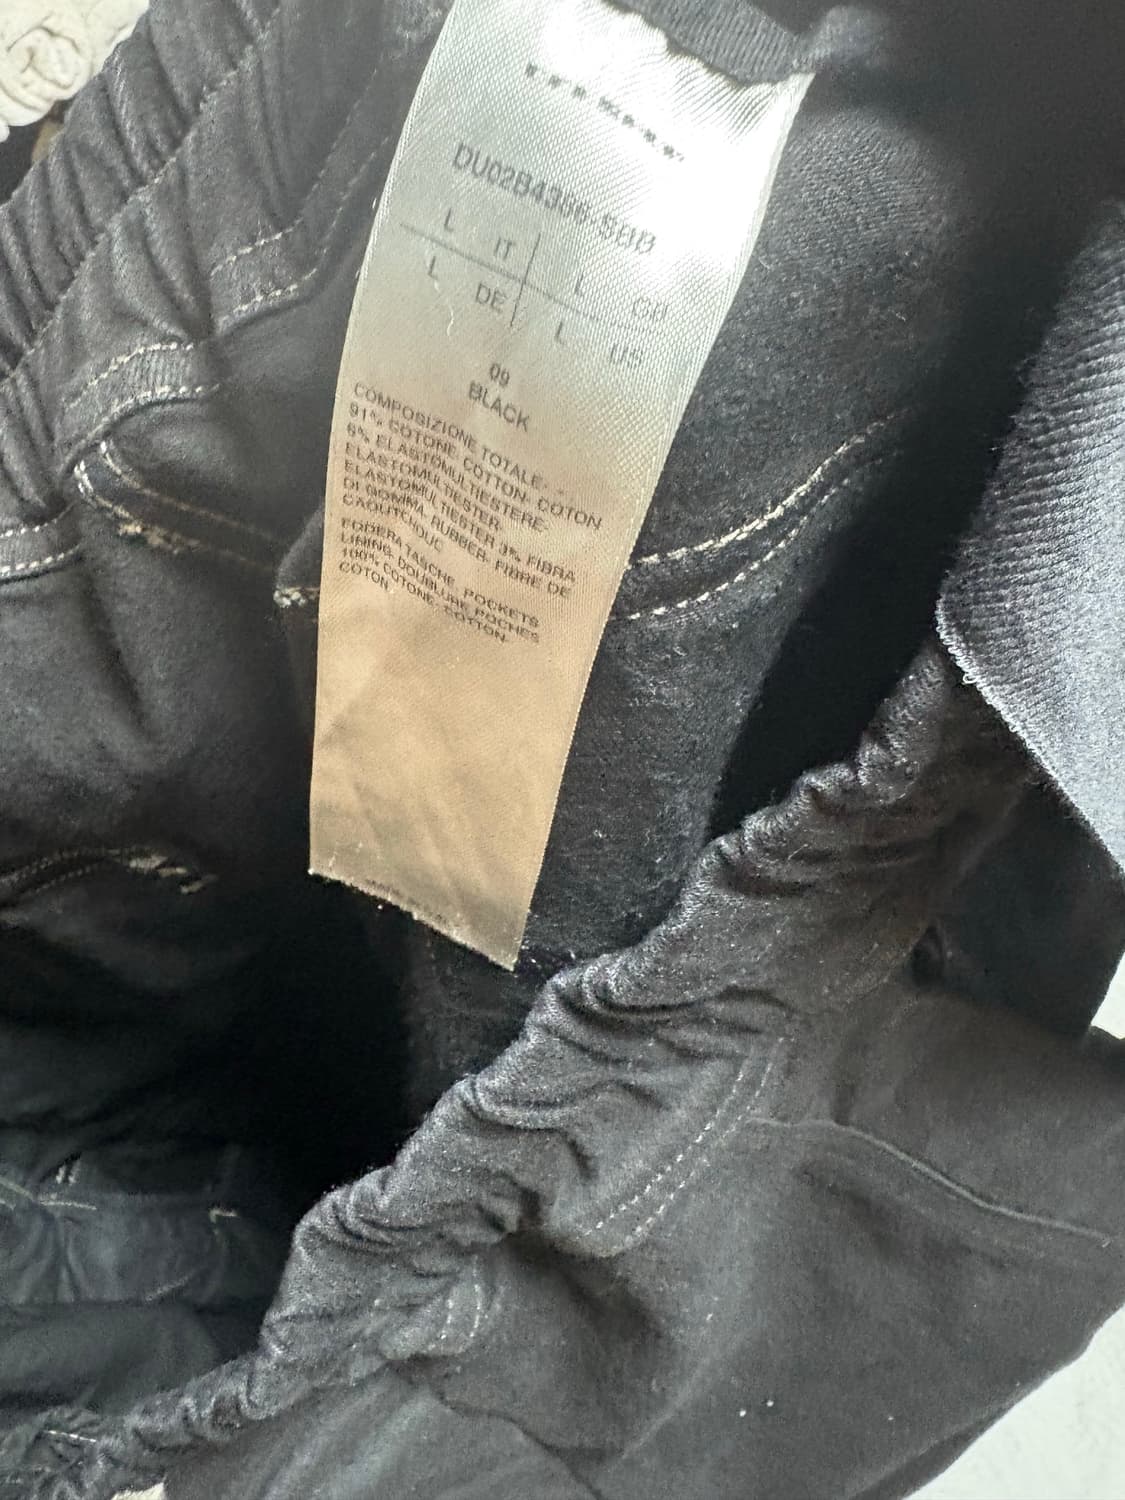 DU02B4386 SBB
L IT L GB
L DE L US
09
BLACK
COMPOSIZIONE TOTALE-
91% COTONE- COTTON- COTON
6% ELASTOMULTIESTERE-
ELASTOMULTIESTER
ELASTOMULTIESTER 3% FIBRA
DI GOMMA, RUBBER- FIBRE DE
CAOUTCHOUC
FODERA TASCHE, POCKETS
LINING, DOUBLURE POCHES
100% COTONE- COTTON-
COTON